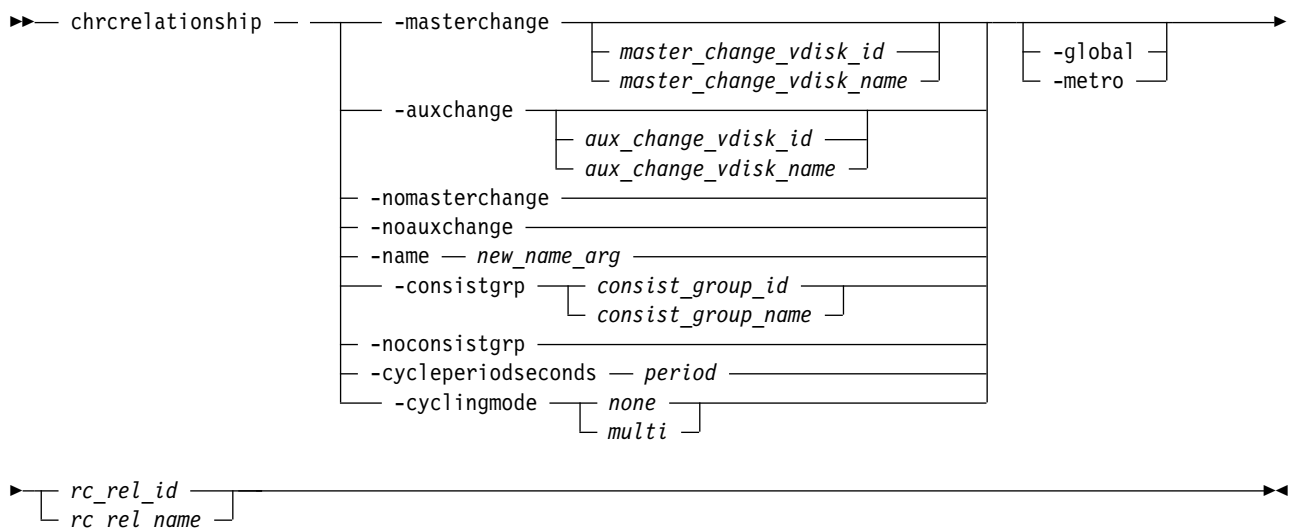 chrcrelationship -masterchange
master_change_vdisk_id -global
master_change_vdisk_name -metro
-auxchange
aux_change_vdisk_id
aux_change_vdisk_name
-nomasterchange
-noauxchange
-name new_name_arg
-consistgrp consist_group_id
consist_group_name
-noconsistgrp
-cycleperiodseconds period
-cyclingmode none
multi
rc_rel_id
rc_rel_name